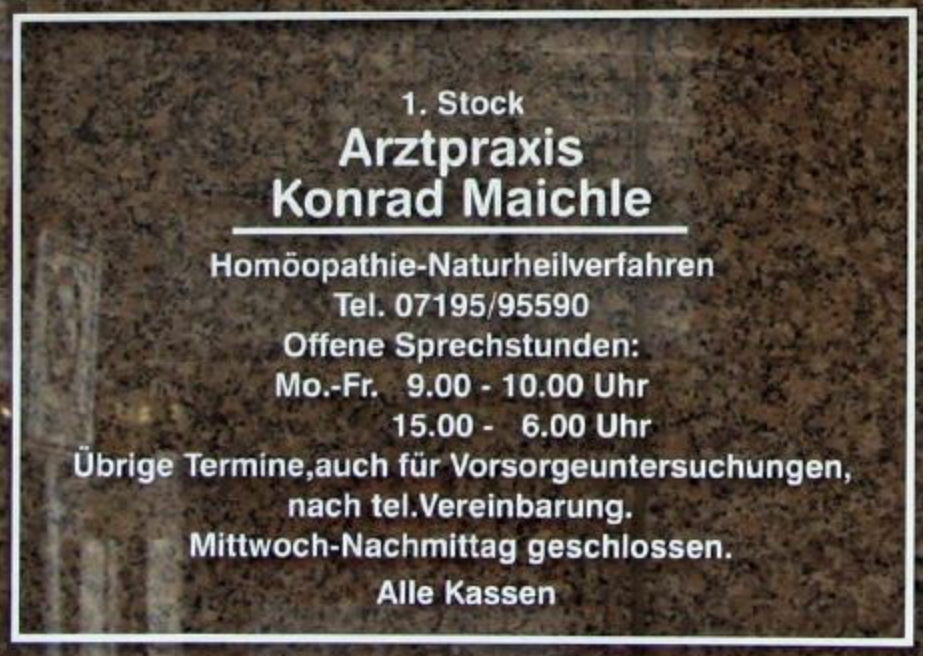 1. Stock
Arztpraxis
Konrad Maichle
Homöopathie-Naturheilverfahren
Tel. 07195/95590
Offene Sprechstunden:
Mo.-Fr. 9.00 - 10.00 Uhr
15.00 - 6.00 Uhr
Übrige Termine,auch für Vorsorgeuntersuchungen,
nach tel.Vereinbarung.
Mittwoch-Nachmittag geschlossen.
Alle Kassen